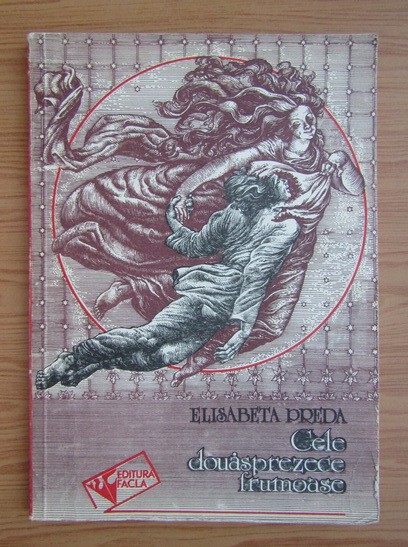 ELISABETA PREDA
Cele
douăsprezece
frumoase
EDITURA
FACLA